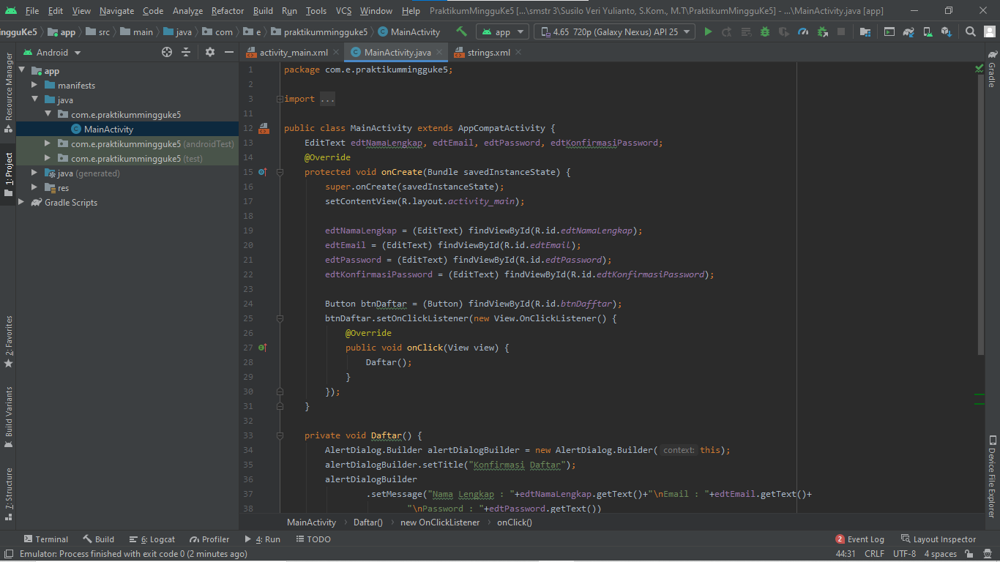 File Edit View Navigate Code Analyze Refactor Build Run Tools VCS Window Help PraktikumMingguKe5 [...\smstr 3\Susilo Veri Yulianto, S.Kom., M.T\PraktikumMingguKe5] - ...\MainActivity.java [app]
ingguKe5 app src main java com e praktikummingguke5 MainActivity app 4.65 720p (Galaxy Nexus) API 25
Android
activity_main.xml MainActivity.java strings.xml
Resource Manager
1: Project
2: Favorites
Build Variants
7: Structure
app
manifests
java
com.e.praktikummingguke5
MainActivity
com.e.praktikummingguke5 (androidTest)
com.e.praktikummingguke5 (test)
java (generated)
res
Gradle Scripts
1 package com.e.praktikummingguke5;
2
3 import ...
11
12 public class MainActivity extends AppCompatActivity {
13 EditText edtNamaLengkap, edtEmail, edtPassword, edtKonfirmasiPassword;
14 @Override
15 protected void onCreate(Bundle savedInstanceState) {
16 super.onCreate(savedInstanceState);
17 setContentView(R.layout.activity_main);
18
19 edtNamaLengkap = (EditText) findViewById(R.id.edtNamaLengkap);
20 edtEmail = (EditText) findViewById(R.id.edtEmail);
21 edtPassword = (EditText) findViewById(R.id.edtPassword);
22 edtKonfirmasiPassword = (EditText) findViewById(R.id.edtKonfirmasiPassword);
23
24 Button btnDaftar = (Button) findViewById(R.id.btnDafftar);
25 btnDaftar.setOnClickListener(new View.OnClickListener() {
26 @Override
27 public void onClick(View view) {
28 Daftar();
29 }
30 });
31 }
32
33 private void Daftar() {
34 AlertDialog.Builder alertDialogBuilder = new AlertDialog.Builder( context: this);
35 alertDialogBuilder.setTitle("Konfirmasi Daftar");
36 alertDialogBuilder
37 .setMessage("Nama Lengkap : "+edtNamaLengkap.getText()+"\nEmail : "+edtEmail.getText()+
38 "\nPassword : "+edtPassword.getText())
Gradle
Device File Explorer
MainActivity Daftar() new OnClickListener onClick()
Terminal Build 6: Logcat Profiler 4: Run TODO 2 Event Log Layout Inspector
Emulator: Process finished with exit code 0 (2 minutes ago) 44:31 CRLF UTF-8 4 spaces